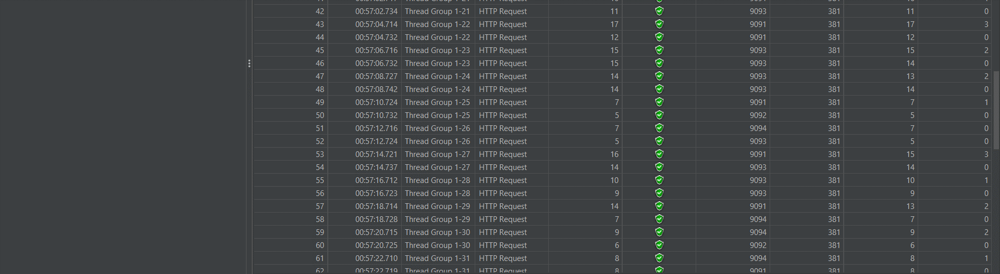 42 00:57:02.734 Thread Group 1-21 HTTP Request 11 9093 381 11 0
43 00:57:04.714 Thread Group 1-22 HTTP Request 17 9091 381 17 3
44 00:57:04.732 Thread Group 1-22 HTTP Request 12 9091 381 12 0
45 00:57:06.716 Thread Group 1-23 HTTP Request 15 9093 381 15 2
46 00:57:06.732 Thread Group 1-23 HTTP Request 15 9093 381 14 0
47 00:57:08.727 Thread Group 1-24 HTTP Request 14 9093 381 13 2
48 00:57:08.742 Thread Group 1-24 HTTP Request 14 9093 381 14 0
49 00:57:10.724 Thread Group 1-25 HTTP Request 7 9091 381 7 1
50 00:57:10.732 Thread Group 1-25 HTTP Request 5 9092 381 5 0
51 00:57:12.716 Thread Group 1-26 HTTP Request 7 9094 381 7 0
52 00:57:12.724 Thread Group 1-26 HTTP Request 5 9093 381 5 0
53 00:57:14.721 Thread Group 1-27 HTTP Request 16 9091 381 15 3
54 00:57:14.737 Thread Group 1-27 HTTP Request 14 9093 381 14 0
55 00:57:16.712 Thread Group 1-28 HTTP Request 10 9093 381 10 1
56 00:57:16.723 Thread Group 1-28 HTTP Request 9 9093 381 9 0
57 00:57:18.714 Thread Group 1-29 HTTP Request 14 9091 381 13 2
58 00:57:18.728 Thread Group 1-29 HTTP Request 7 9094 381 7 0
59 00:57:20.715 Thread Group 1-30 HTTP Request 9 9094 381 9 2
60 00:57:20.725 Thread Group 1-30 HTTP Request 6 9092 381 6 0
61 00:57:22.710 Thread Group 1-31 HTTP Request 8 9094 381 8 1
62 00:57:22.719 Thread Group 1-31 HTTP Request 8 9091 381 8 0